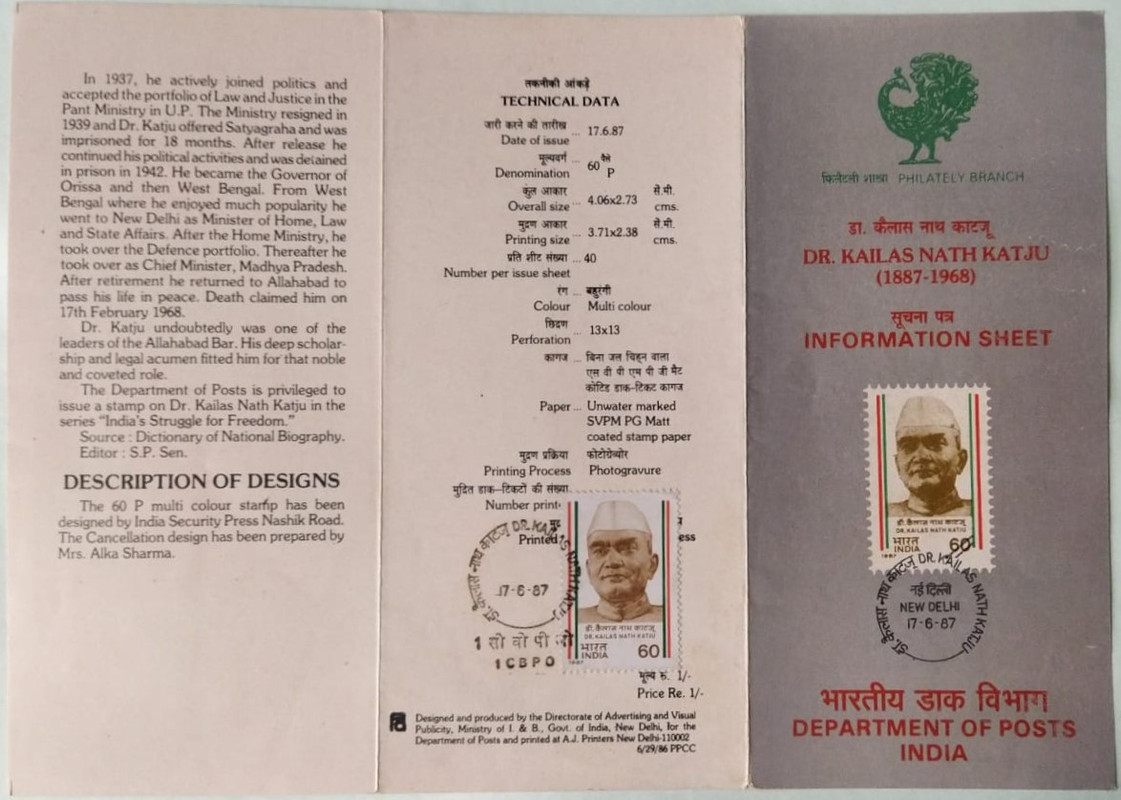 In 1937, he actively joined politics and
accepted the portfolio of Law and Justice in the
Pant Ministry in U.P. The Ministry resigned in
1939 and Dr. Katju offered Satyagraha and was
imprisoned for 18 months. After release he
continued his political activities and was detained
in prison in 1942. He became the Governor of
Orissa and then West Bengal. From West
Bengal where he enjoyed much popularity he
went to New Delhi as Minister of Home, Law
and State Affairs. After the Home Ministry, he
took over the Defence portfolio. Thereafter he
took over as Chief Minister, Madhya Pradesh.
After retirement he returned to Allahabad to
pass his life in peace. Death claimed him on
17th February 1968.
Dr. Katju undoubtedly was one of the
leaders of the Allahabad Bar. His deep scholar-
ship and legal acumen fitted him for that noble
and coveted role.
The Department of Posts is privileged to
issue a stamp on Dr. Kailas Nath Katju in the
series "India's Struggle for Freedom."
Source : Dictionary of National Biography.
Editor : S.P. Sen.
DESCRIPTION OF DESIGNS
The 60 P multi colour stamp has been
designed by India Security Press Nashik Road.
The Cancellation design has been prepared by
Mrs. Alka Sharma.
तकनीकी आंकड़े
TECHNICAL DATA
जारी करने की तारीख
Date of issue ... 17.6.87
मूल्यवर्ग ... 60 पैसे
Denomination P
कुल आकार ... 4.06x2.73 से.मी.
Overall size cms.
मुद्रण आकार ... 3.71x2.38 से.मी.
Printing size cms.
प्रति शीट संख्या ... 40
Number per issue sheet
रंग ... बहुरंगी
Colour Multi colour
छिद्रण ... 13x13
Perforation
कागज ... बिना जल चिह्न वाला
एस वी पी एम पी जी मैट
कोटिड डाक-टिकट कागज
Paper ... Unwater marked
SVPM PG Matt
coated stamp paper
मुद्रण प्रक्रिया फोटोग्रेव्योर
Printing Process Photogravure
मुद्रित डाक-टिकटों की संख्या
Number print
Printed ess
डा. कैलास नाथ काटजू DR. KAILAS NATH KATJU
17-6-87
1 सी बी पी ओ
1 CBPO
डॉ. कैलाज नाथ काटजू
DR. KAILAS NATH KATJU
भारत
INDIA 60
1987
मूल्य रु. 1/-
Price Re. 1/-
Designed and produced by the Directorate of Advertising and Visual
Publicity, Ministry of I. & B., Govt. of India, New Delhi, for the
Department of Posts and printed at A.J. Printers New Delhi-110002
6/29/86 PPCC
फिलैटली शाखा PHILATELY BRANCH
डा. कैलास नाथ काटजू
DR. KAILAS NATH KATJU
(1887-1968)
सूचना पत्र
INFORMATION SHEET
डॉ. कैलाज नाथ काटजू
DR. KAILAS NATH KATJU
भारत
INDIA 60
1987
डा. कैलास नाथ काटजू DR. KAILAS NATH KATJU
नई दिल्ली
NEW DELHI
17-6-87
भारतीय डाक विभाग
DEPARTMENT OF POSTS
INDIA